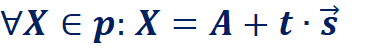 ∀X ∈ p: X = A + t · s⃗